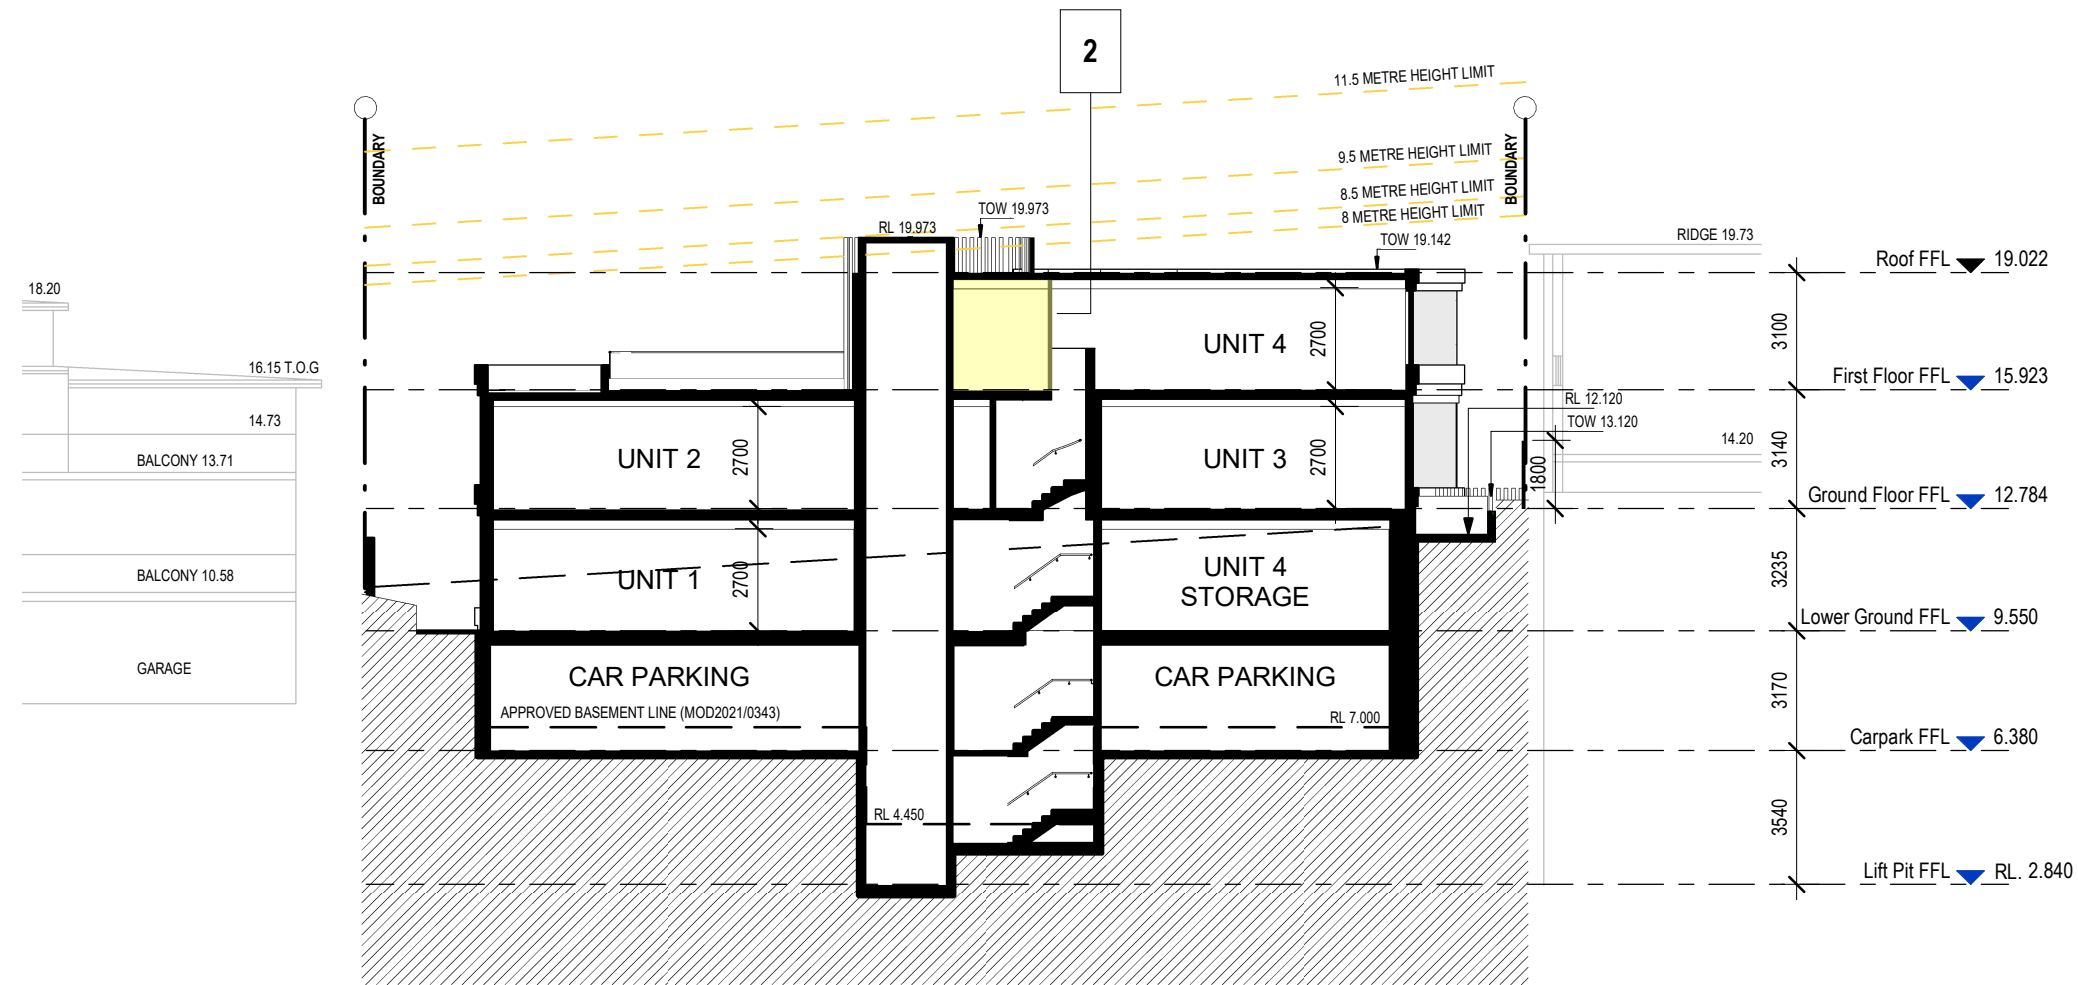 2
11.5 METRE HEIGHT LIMIT
BOUNDARY
BOUNDARY
9.5 METRE HEIGHT LIMIT
8.5 METRE HEIGHT LIMIT
8 METRE HEIGHT LIMIT
TOW 19.973
RL 19.973
TOW 19.142
RIDGE 19.73
Roof FFL 19.022
18.20
3100
UNIT 4
2700
16.15 T.O.G
First Floor FFL 15.923
RL 12.120
TOW 13.120
14.73
14.20
BALCONY 13.71
UNIT 2
2700
UNIT 3
2700
1800
3140
Ground Floor FFL 12.784
BALCONY 10.58
UNIT 1
2700
UNIT 4
STORAGE
3235
Lower Ground FFL 9.550
GARAGE
CAR PARKING
CAR PARKING
3170
APPROVED BASEMENT LINE (MOD2021/0343)
RL 7.000
Carpark FFL 6.380
RL 4.450
3540
Lift Pit FFL RL. 2.840